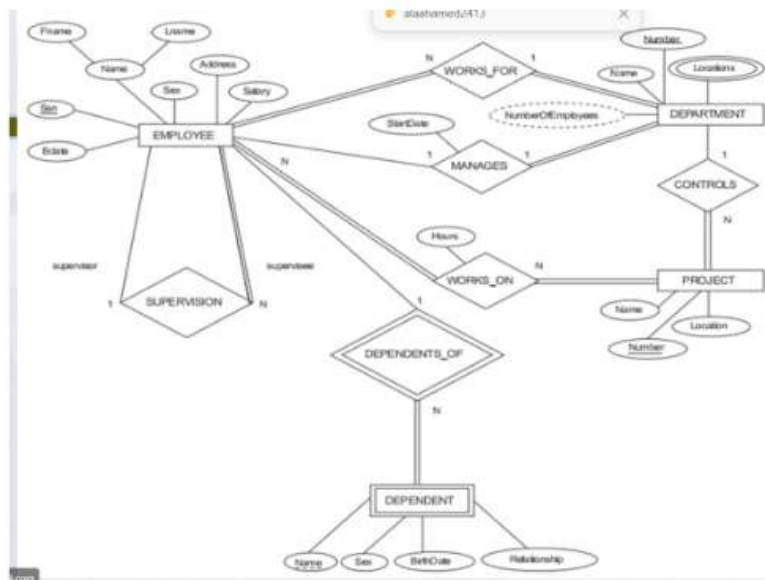 alaahamed2413
Fname
Lname
Name
Address
Sex
Salary
Ssn
EMPLOYEE
Bdate
N
WORKS_FOR
1
Number
Name
Locations
NumberOfEmployees
DEPARTMENT
StartDate
1
MANAGES
1
1
CONTROLS
N
N
Hours
WORKS_ON
N
PROJECT
Name
Location
Number
supervisor
supervisee
1
SUPERVISION
N
1
DEPENDENTS_OF
N
DEPENDENT
Name
Sex
BirthDate
Relationship